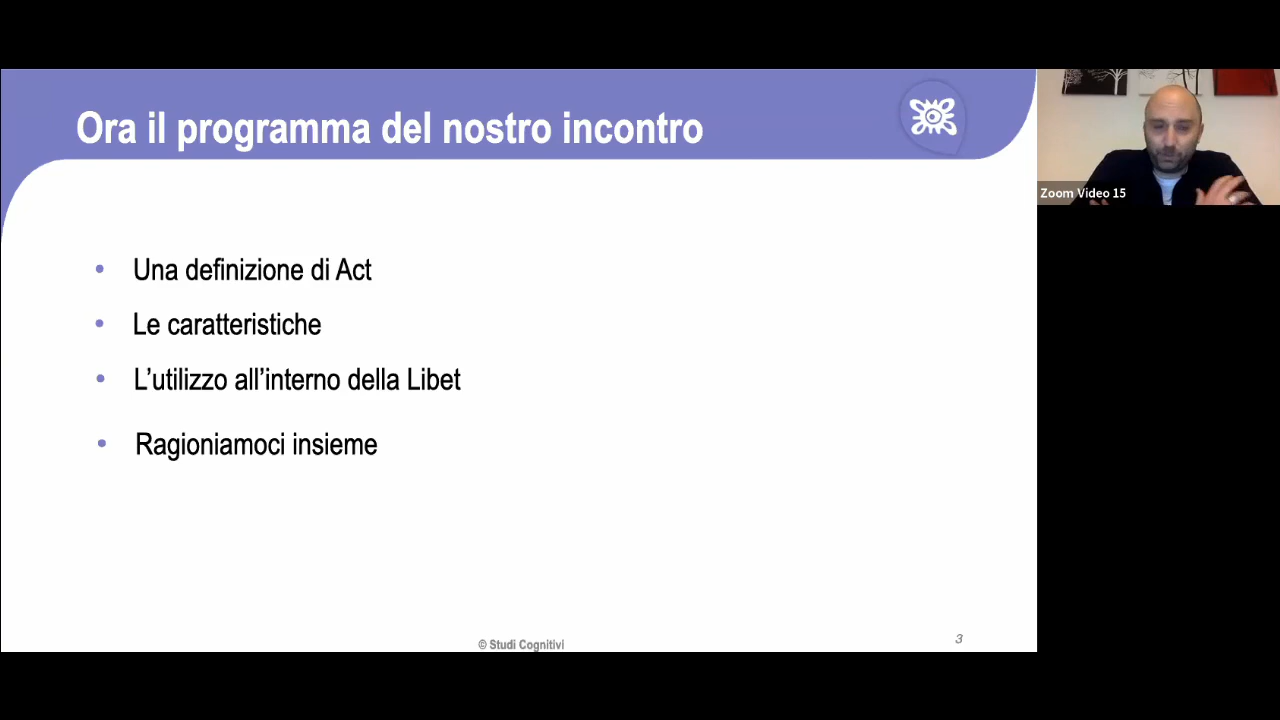 Ora il programma del nostro incontro
Zoom Video 15
• Una definizione di Act
• Le caratteristiche
• L’utilizzo all’interno della Libet
• Ragioniamoci insieme
© Studi Cognitivi
3